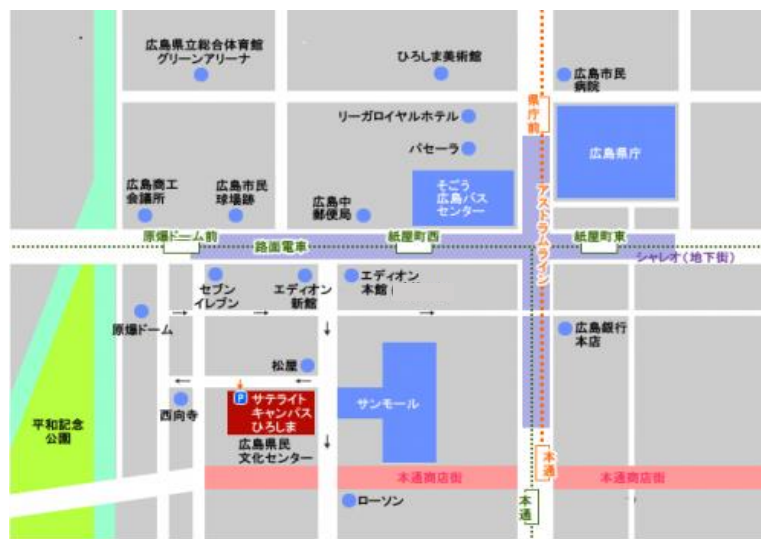 広島県立総合体育館
グリーンアリーナ
ひろしま美術館
広島市民
病院
リーガロイヤルホテル
県庁前
パセーラ
広島県庁
アストラムライン
広島商工
会議所
広島市民
球場跡
広島中
郵便局
そごう
広島バス
センター
原爆ドーム前
路面電車
紙屋町西
紙屋町東
シャレオ(地下街)
セブン
イレブン
エディオン
新館
エディオン
本館
原爆ドーム
広島銀行
本店
松屋
P
サテライト
キャンパス
ひろしま
サンモール
西向寺
平和記念
公園
広島県民
文化センター
本通
本通商店街
本通商店街
ローソン
本通